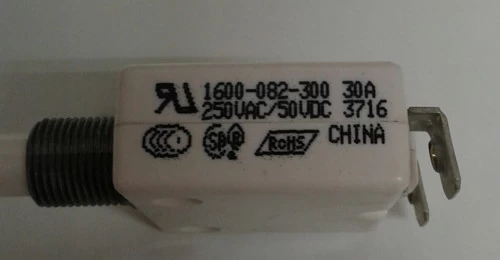 1600-082-300 30A
250VAC/50VDC 3716
RoHS CHINA